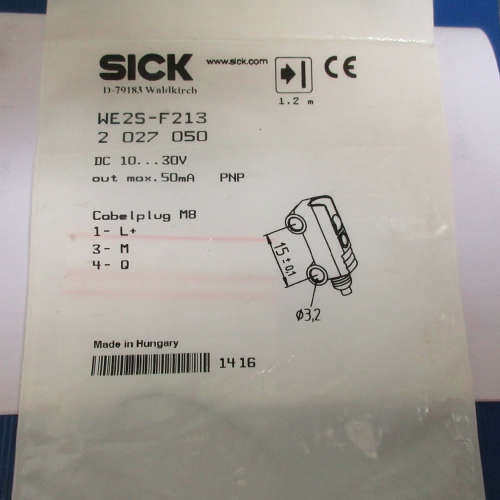 SICK
www.sick.com
CE
D-79183 Waldkirch
1.2 m
WE2S-F213
2 027 050
DC 10...30V
out max.50mA PNP
Cabelplug M8
1- L+
3- M
4- Q
15 ±0,1
Ø3,2
Made in Hungary
1416